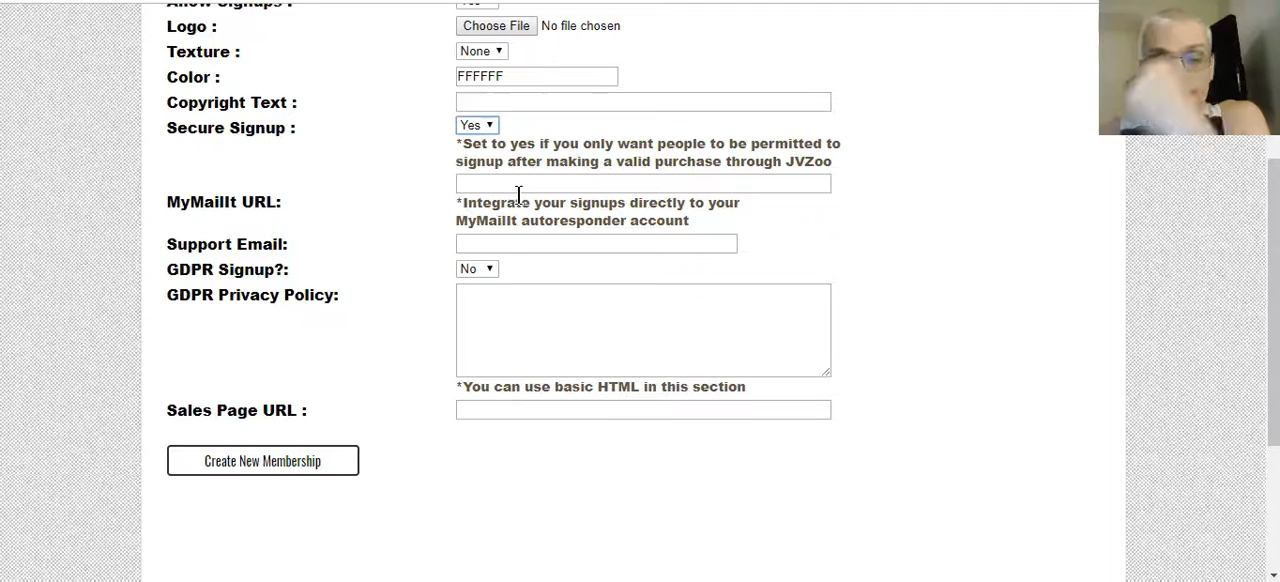 Allow Signups :
Yes
Logo :
Choose File No file chosen
Texture :
None
Color :
FFFFFF
Copyright Text :
Secure Signup :
Yes
*Set to yes if you only want people to be permitted to
signup after making a valid purchase through JVZoo
MyMailIt URL:
*Integrate your signups directly to your
MyMailIt autoresponder account
Support Email:
GDPR Signup?:
No
GDPR Privacy Policy:
*You can use basic HTML in this section
Sales Page URL :
Create New Membership